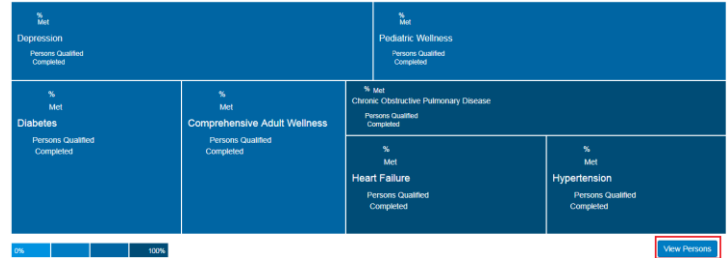 %
Met
Depression
Persons Qualified
Completed
%
Met
Pediatric Wellness
Persons Qualified
Completed
%
Met
Diabetes
Persons Qualified
Completed
%
Met
Comprehensive Adult Wellness
Persons Qualified
Completed
% Met
Chronic Obstructive Pulmonary Disease
Persons Qualified
Completed
%
Met
Heart Failure
Persons Qualified
Completed
%
Met
Hypertension
Persons Qualified
Completed
0% 100%
View Persons